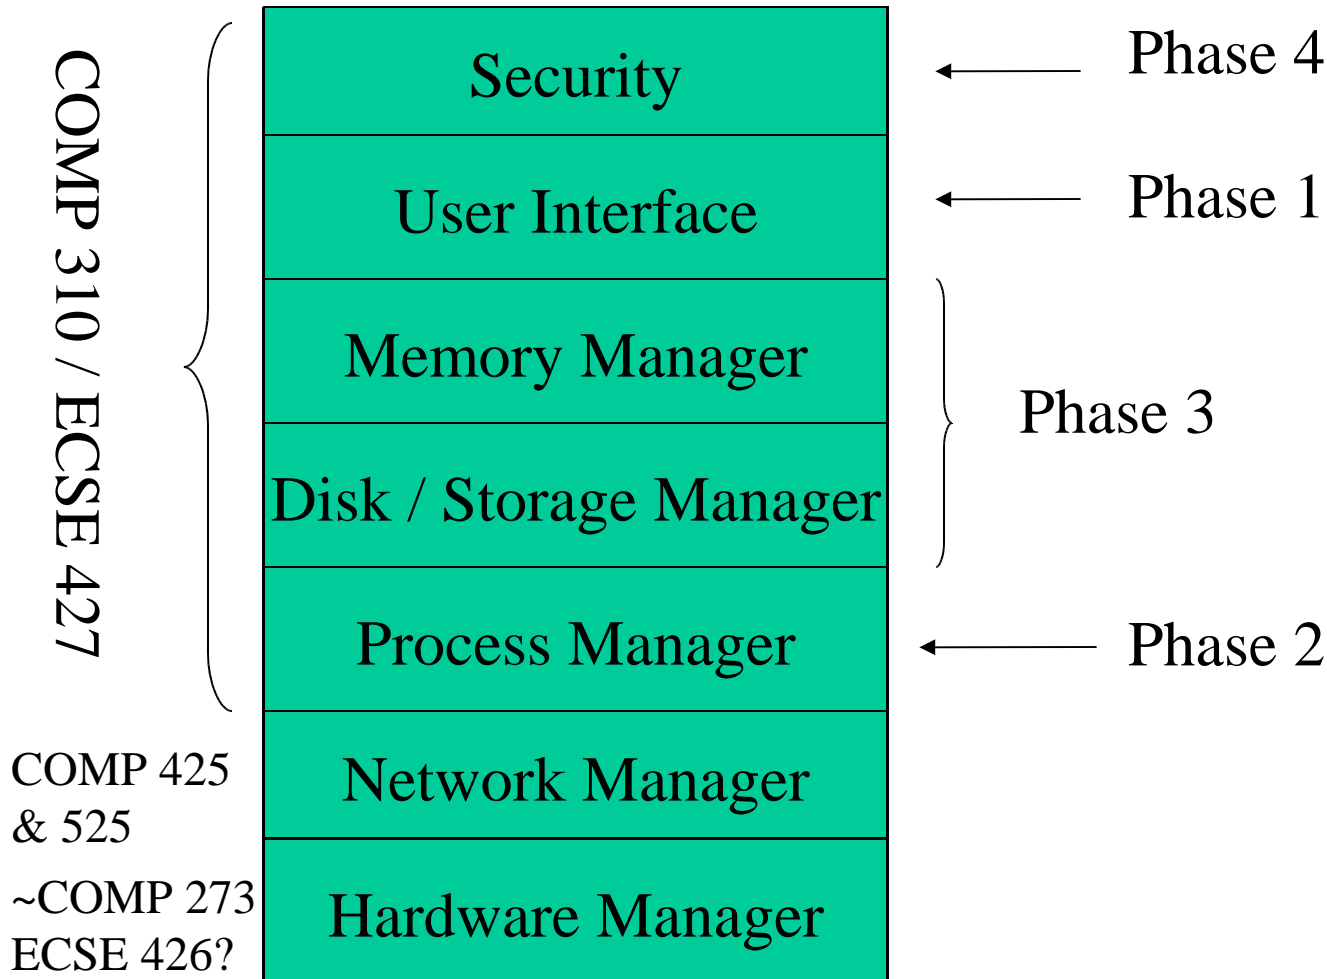 COMP 310 / ECSE 427
Security
Phase 4
User Interface
Phase 1
Memory Manager
Phase 3
Disk / Storage Manager
Process Manager
Phase 2
COMP 425
& 525
Network Manager
~COMP 273
ECSE 426?
Hardware Manager